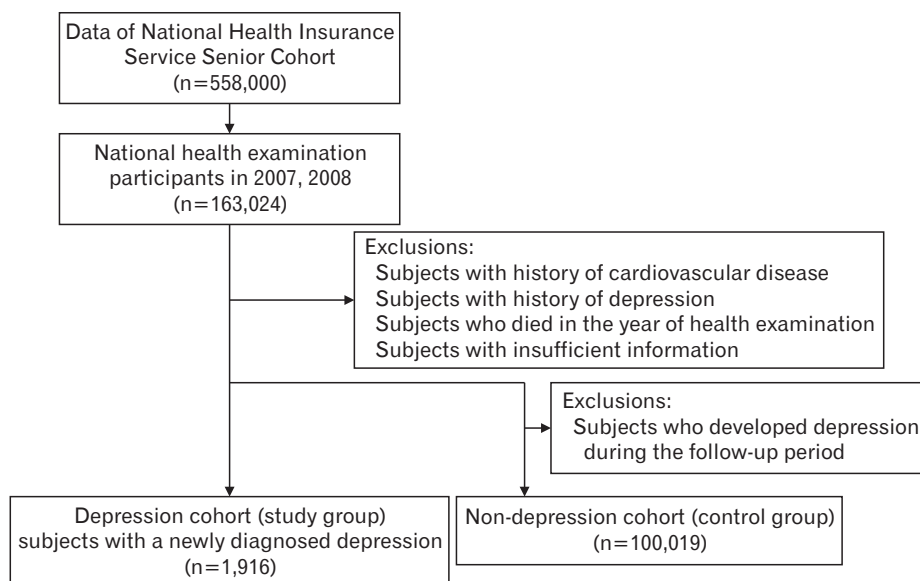 Data of National Health Insurance
Service Senior Cohort
(n=558,000)
National health examination
participants in 2007, 2008
(n=163,024)
Exclusions:
Subjects with history of cardiovascular disease
Subjects with history of depression
Subjects who died in the year of health examination
Subjects with insufficient information
Exclusions:
Subjects who developed depression
during the follow-up period
Depression cohort (study group)
subjects with a newly diagnosed depression
(n=1,916)
Non-depression cohort (control group)
(n=100,019)